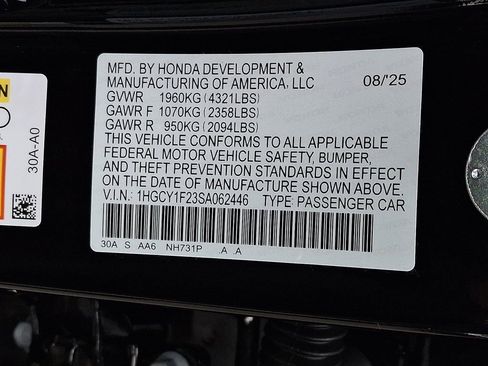 MFD. BY HONDA DEVELOPMENT &
MANUFACTURING OF AMERICA, LLC 08/'25
GVWR 1960KG (4321LBS)
GAWR F 1070KG (2358LBS)
GAWR R 950KG (2094LBS)
THIS VEHICLE CONFORMS TO ALL APPLICABLE
FEDERAL MOTOR VEHICLE SAFETY, BUMPER,
AND THEFT PREVENTION STANDARDS IN EFFECT
ON THE DATE OF MANUFACTURE SHOWN ABOVE.
V.I.N.: 1HGCY1F23SA062446 TYPE: PASSENGER CAR
30A S AA6 NH731P .A .A
30A-A0